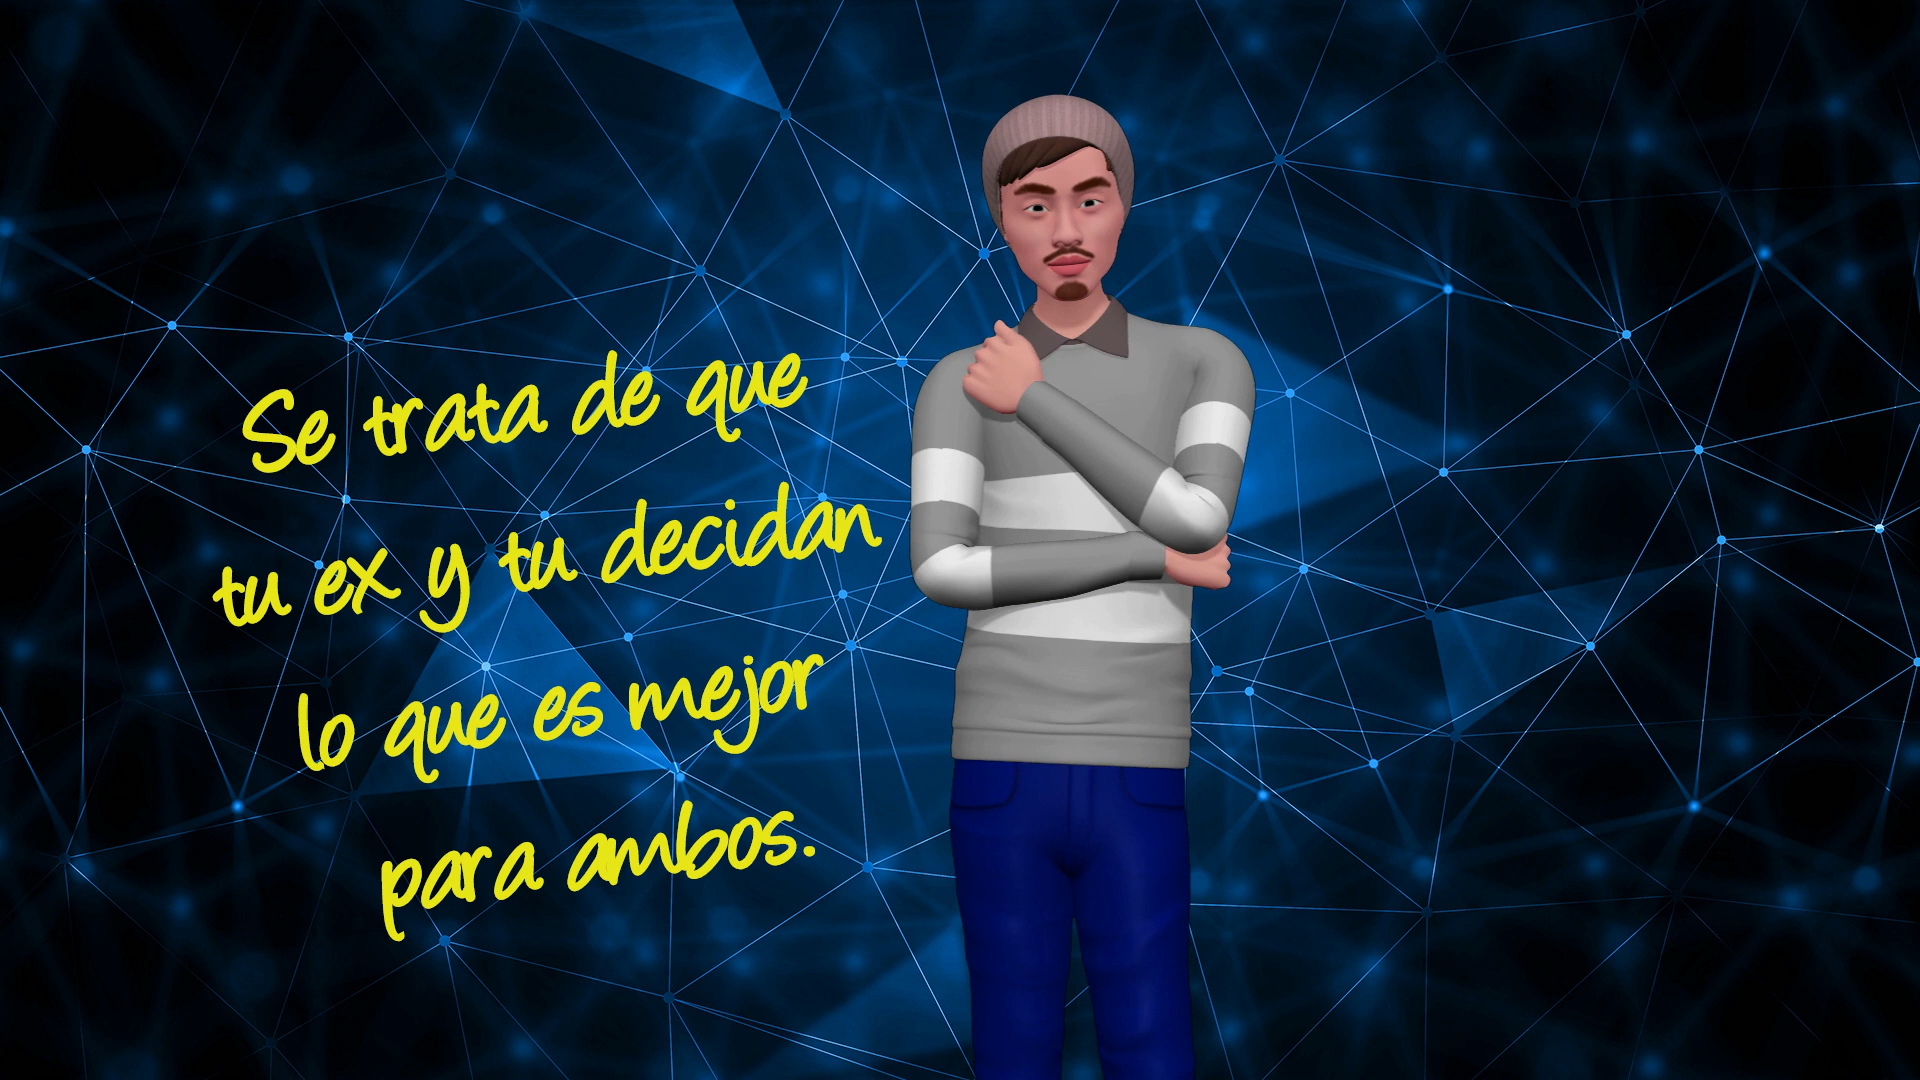 Se trata de que
tu ex y tu decidan
lo que es mejor
para ambos.